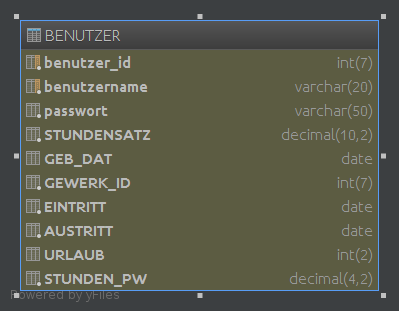 BENUTZER
benutzer_id int(7)
benutzername varchar(20)
passwort varchar(50)
STUNDENSATZ decimal(10,2)
GEB_DAT date
GEWERK_ID int(7)
EINTRITT date
AUSTRITT date
URLAUB int(2)
STUNDEN_PW decimal(4,2)
Powered by yFiles